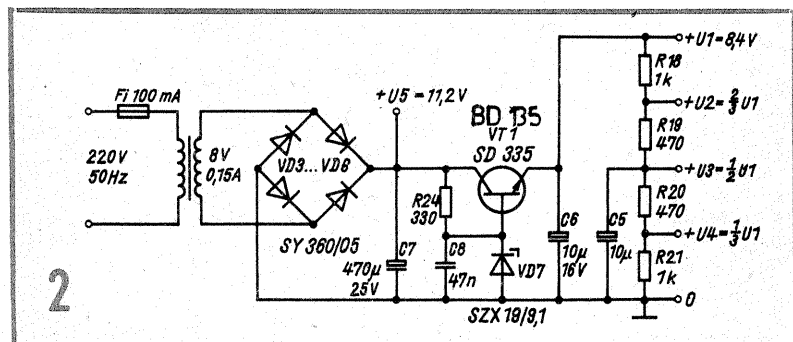 Fi 100 mA
220V
50Hz
8V
0,15A
VD3...VD6
SY 360/05
+U5 = 11,2V
BD 135
VT 1
SD 335
R24
330
C7
470µ
25V
C8
47n
VD7
SZX 19/9,1
C6
10µ
16V
C5
10µ
+U1=8,4V
R18
1k
+U2=2/3 U1
R19
470
+U3=1/2 U1
R20
470
+U4=1/3 U1
R21
1k
0
2